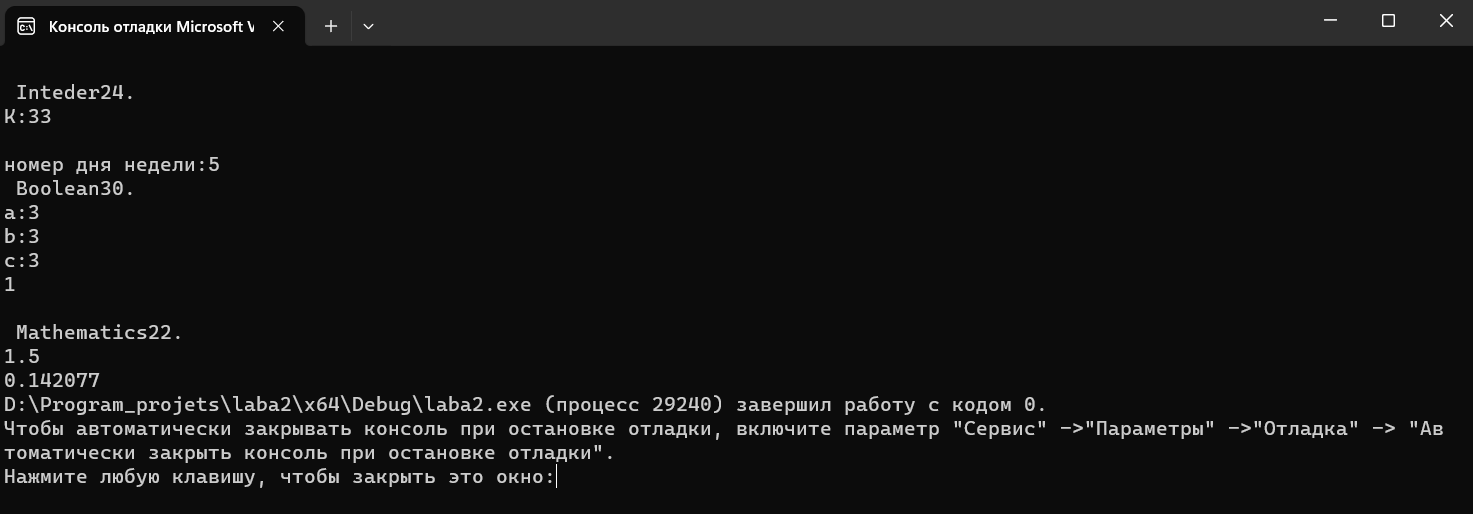 Консоль отладки Microsoft V
Inteder24.
K:33
номер дня недели:5
Boolean30.
a:3
b:3
c:3
1
Mathematics22.
1.5
0.142077
D:\Program_projets\laba2\x64\Debug\laba2.exe (процесс 29240) завершил работу с кодом 0.
Чтобы автоматически закрывать консоль при остановке отладки, включите параметр "Сервис" ->"Параметры" ->"Отладка" -> "Ав
томатически закрыть консоль при остановке отладки".
Нажмите любую клавишу, чтобы закрыть это окно: